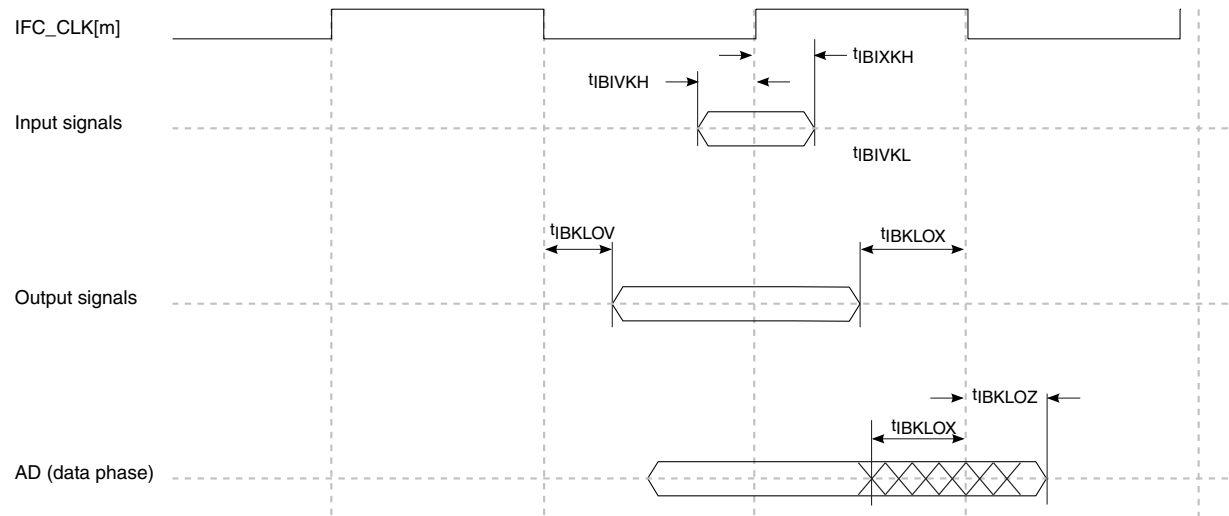 IFC_CLK[m]
tIBIXKH
tIBIVKH
Input signals
tIBIVKL
tIBKLOV
tIBKLOX
Output signals
tIBKLOZ
tIBKLOX
AD (data phase)